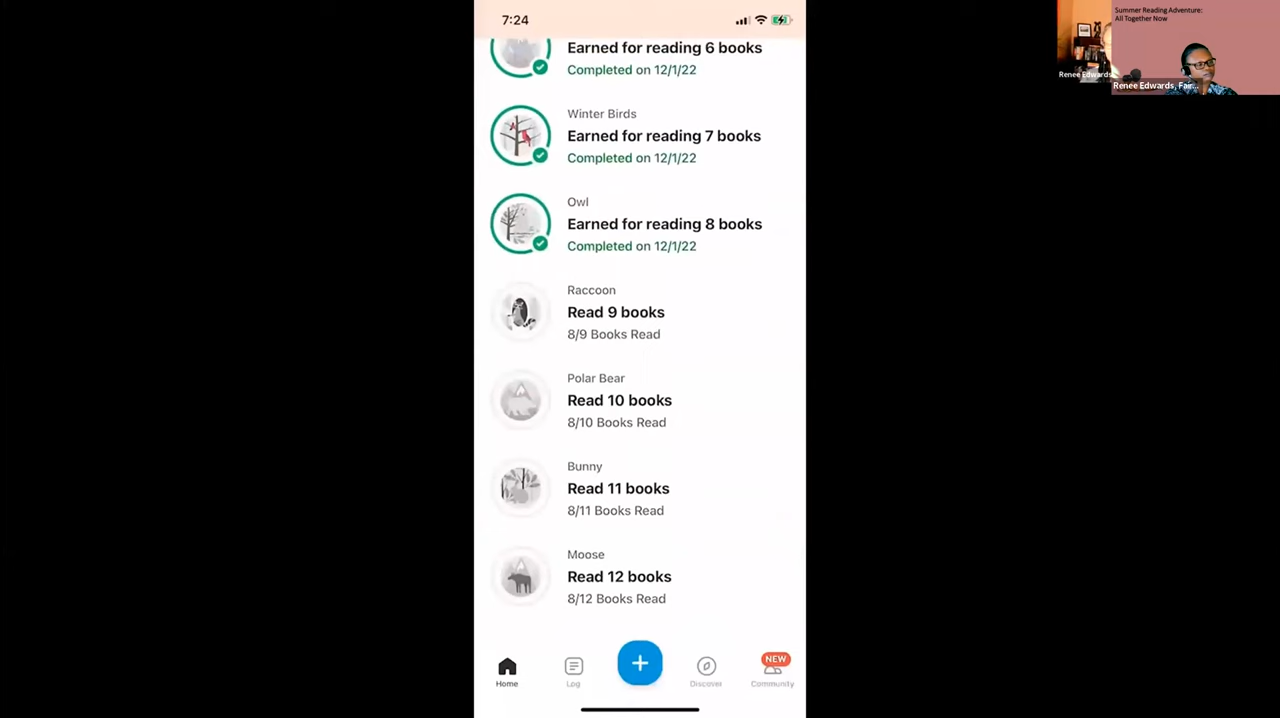 7:24
Earned for reading 6 books
Completed on 12/1/22
Winter Birds
Earned for reading 7 books
Completed on 12/1/22
Owl
Earned for reading 8 books
Completed on 12/1/22
Raccoon
Read 9 books
8/9 Books Read
Polar Bear
Read 10 books
8/10 Books Read
Bunny
Read 11 books
8/11 Books Read
Moose
Read 12 books
8/12 Books Read
Home
Log
Discover
NEW
Community
Summer Reading Adventure:
All Together Now
Renee Edwards
Renee Edwards, Fair...